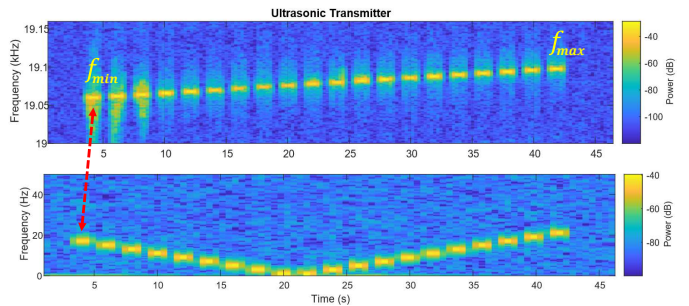 Ultrasonic Transmitter
Frequency (kHz)
19.15
19.1
19.05
19
f_min
f_max
5 10 15 20 25 30 35 40 45
-40
-60
-80
-100
Power (dB)
Frequency (Hz)
40
20
0
5 10 15 20 25 30 35 40 45
Time (s)
-40
-60
-80
Power (dB)